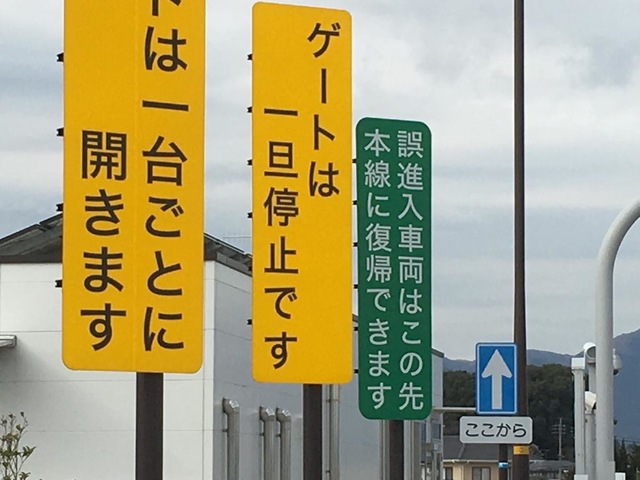 トは一台ごとに
開きます
ゲートは
一旦停止です
誤進入車両はこの先
本線に復帰できます
ここから